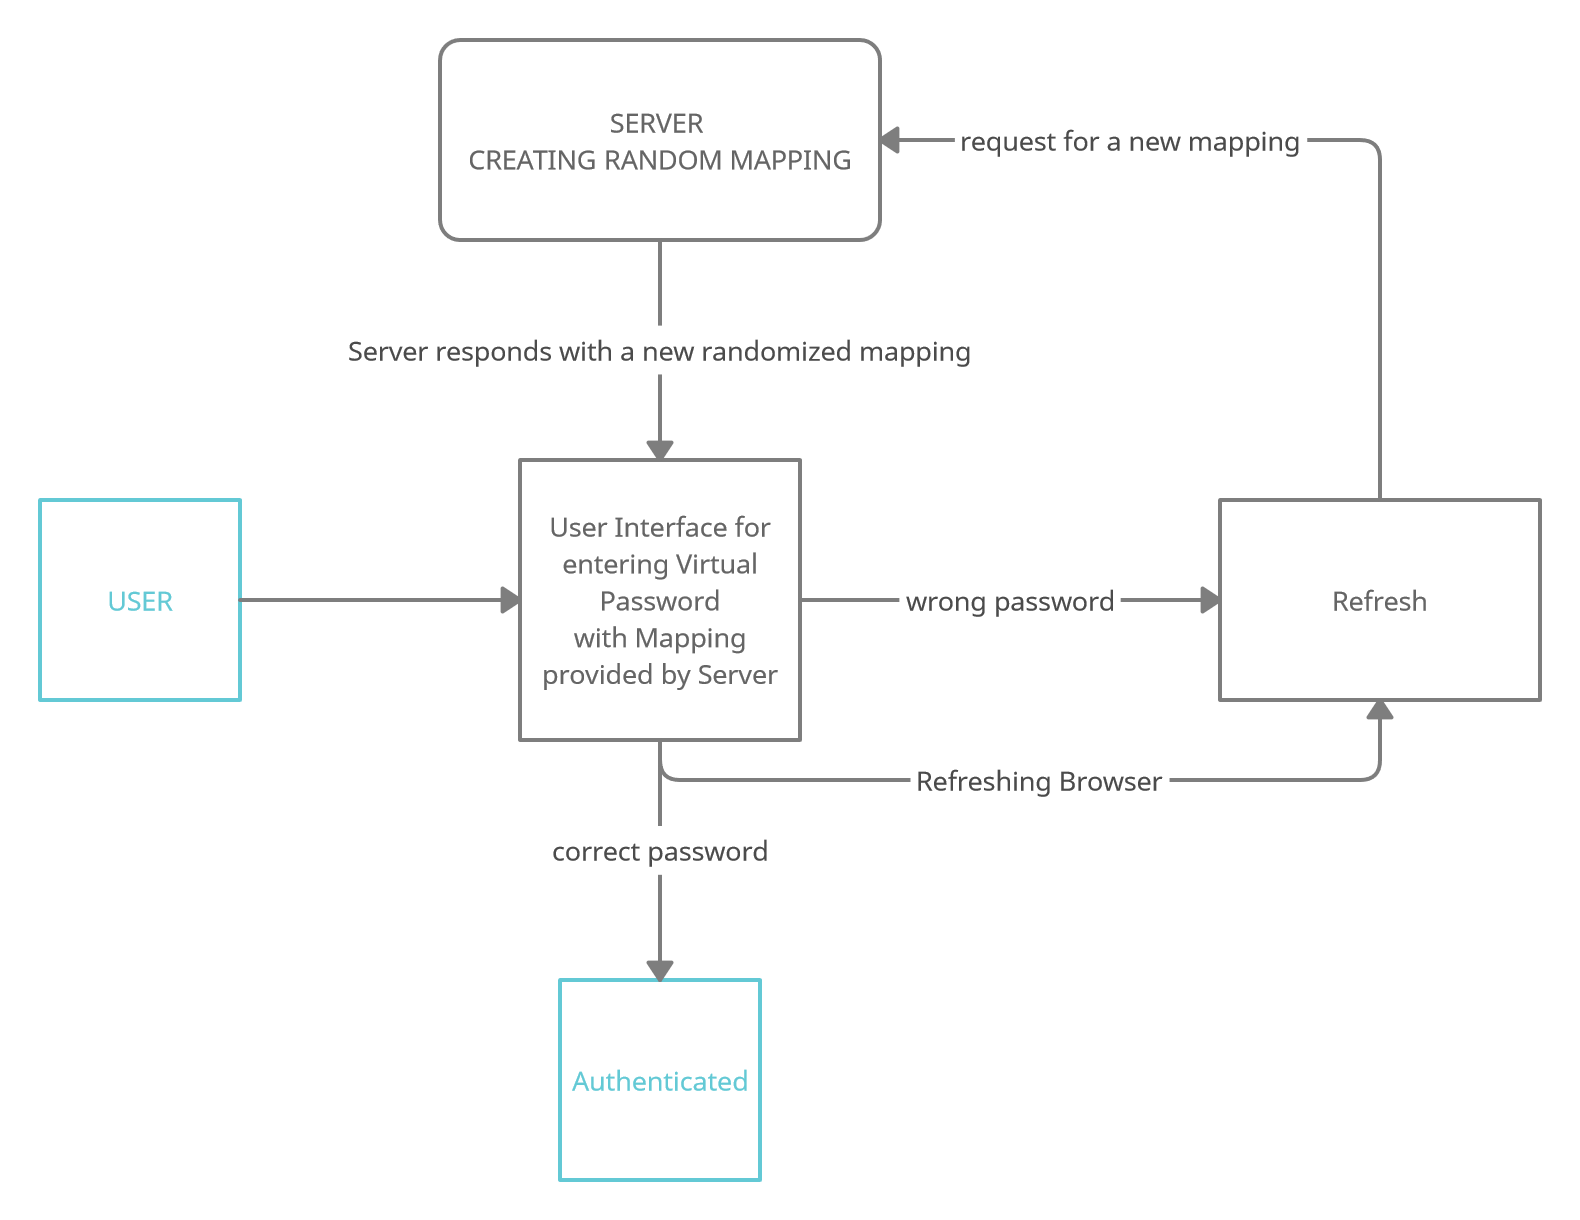 SERVER
CREATING RANDOM MAPPING
request for a new mapping
Server responds with a new randomized mapping
USER
User Interface for
entering Virtual
Password
with Mapping
provided by Server
wrong password
Refresh
Refreshing Browser
correct password
Authenticated